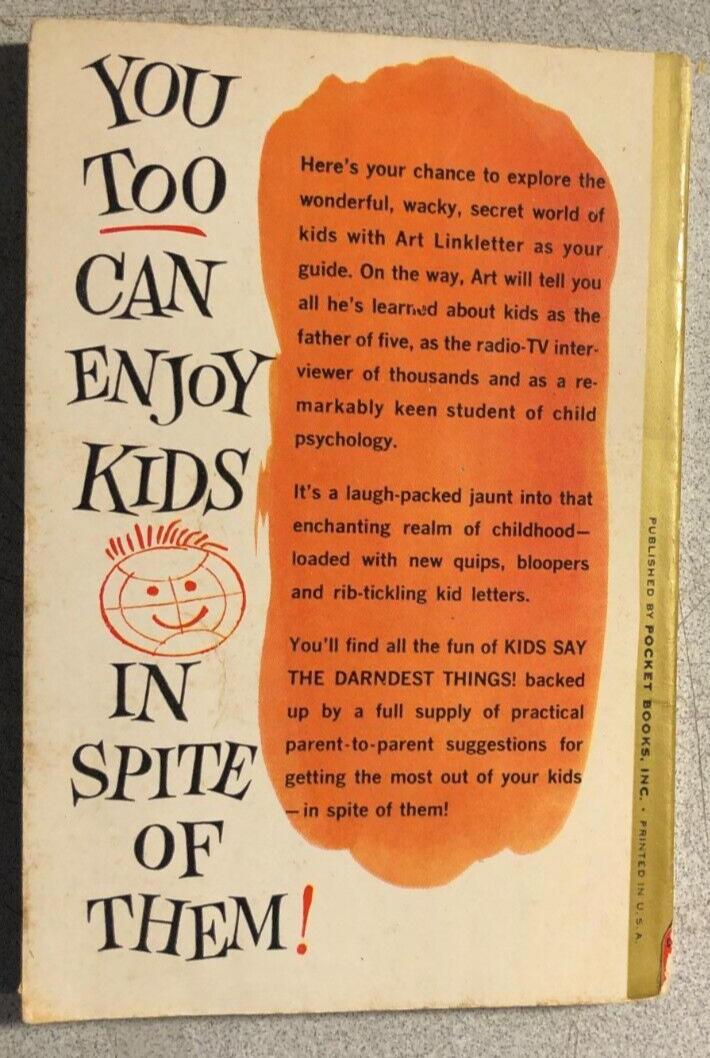 YOU
TOO
CAN
ENJOY
KIDS
IN
SPITE
OF
THEM!
Here's your chance to explore the
wonderful, wacky, secret world of
kids with Art Linkletter as your
guide. On the way, Art will tell you
all he's learned about kids as the
father of five, as the radio-TV inter-
viewer of thousands and as a re-
markably keen student of child
psychology.
It's a laugh-packed jaunt into that
enchanting realm of childhood—
loaded with new quips, bloopers
and rib-tickling kid letters.
You'll find all the fun of KIDS SAY
THE DARNDEST THINGS! backed
up by a full supply of practical
parent-to-parent suggestions for
getting the most out of your kids
—in spite of them!
PUBLISHED BY POCKET BOOKS, INC. • PRINTED IN U.S.A.